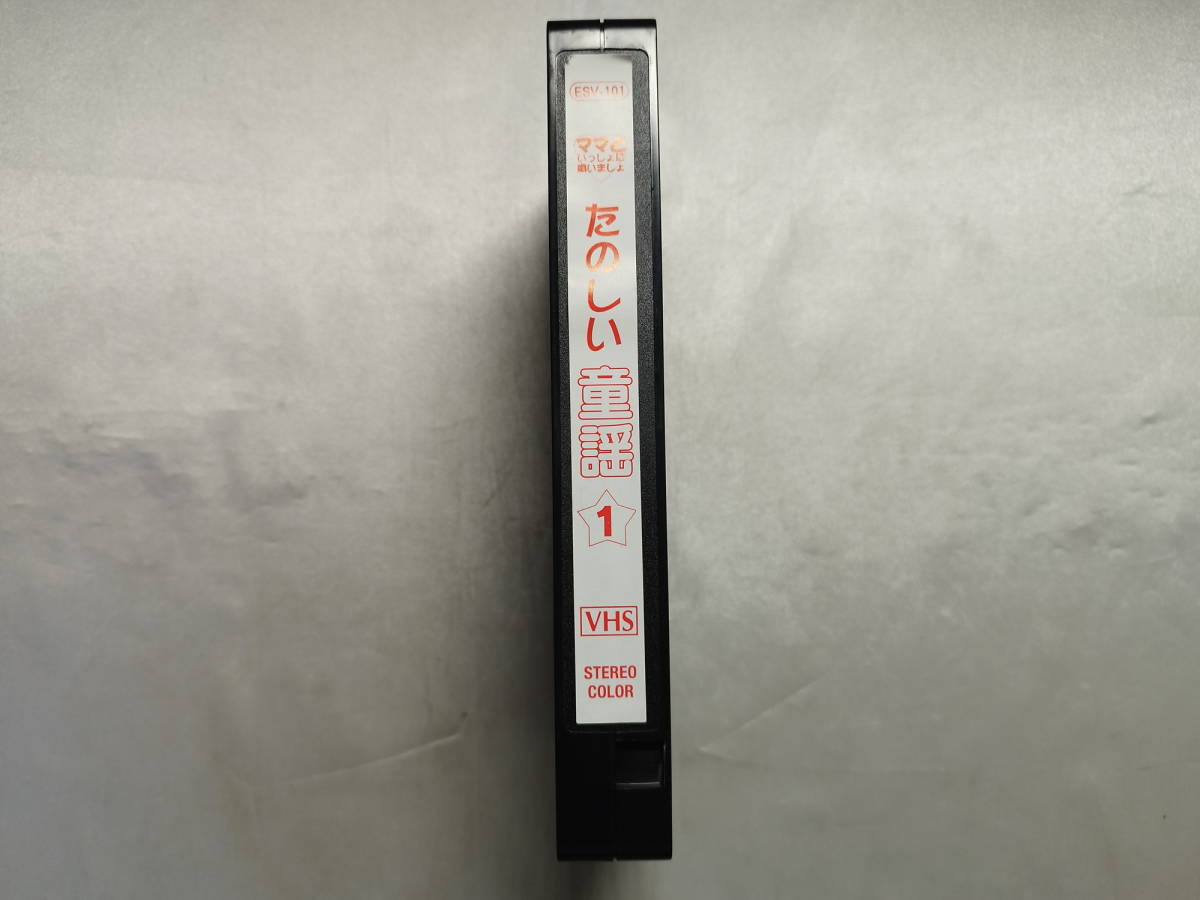 ESV-101
ママと
いっしょに
唄いましょ
たのしい
童謡
1
VHS
STEREO
COLOR